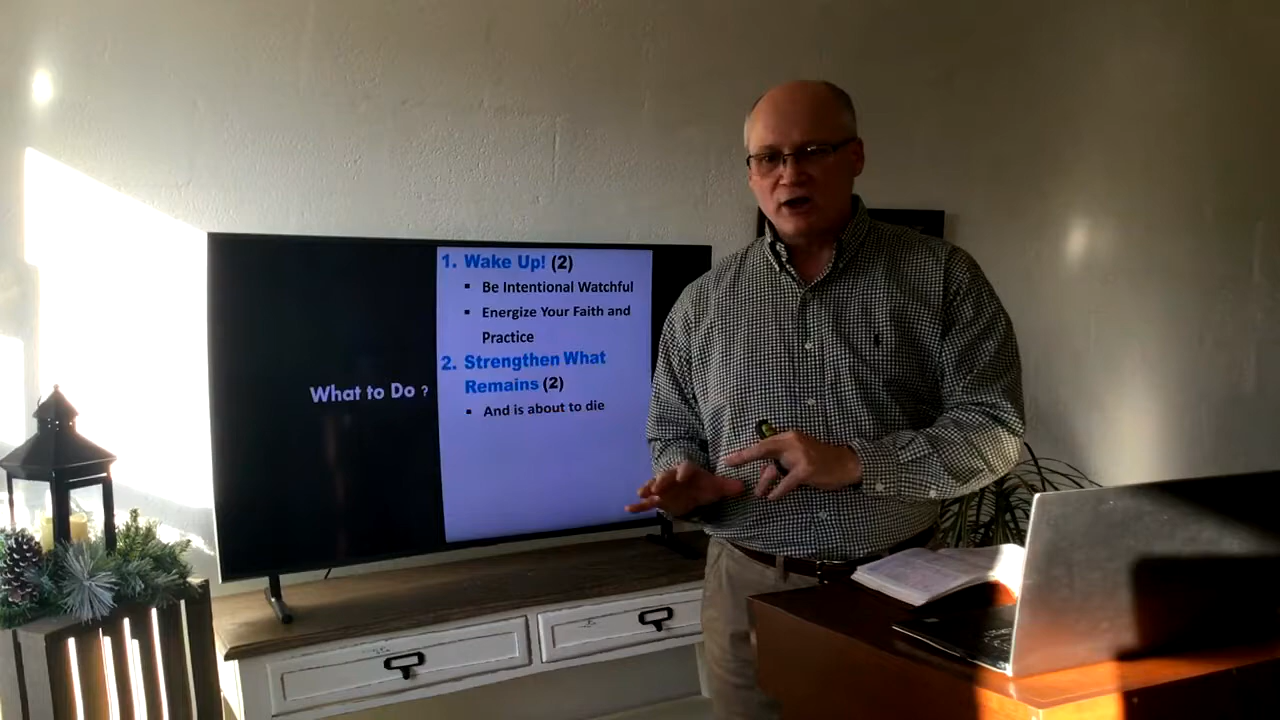 1. Wake Up! (2)
▪ Be Intentional Watchful
▪ Energize Your Faith and
Practice
2. Strengthen What
Remains (2)
▪ And is about to die
What to Do ?